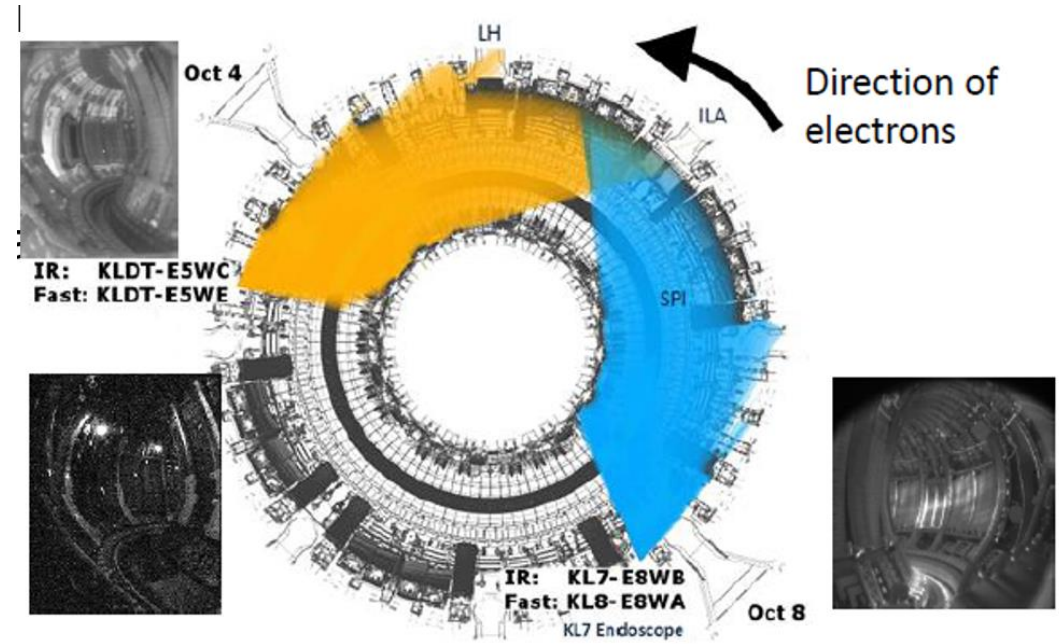 LH
Oct 4
Direction of
electrons
ILA
IR: KLDT-E5WC
Fast: KLDT-E5WE
SPI
IR: KL7-E8WB
Fast: KL8-E8WA
Oct 8
KL7 Endoscope